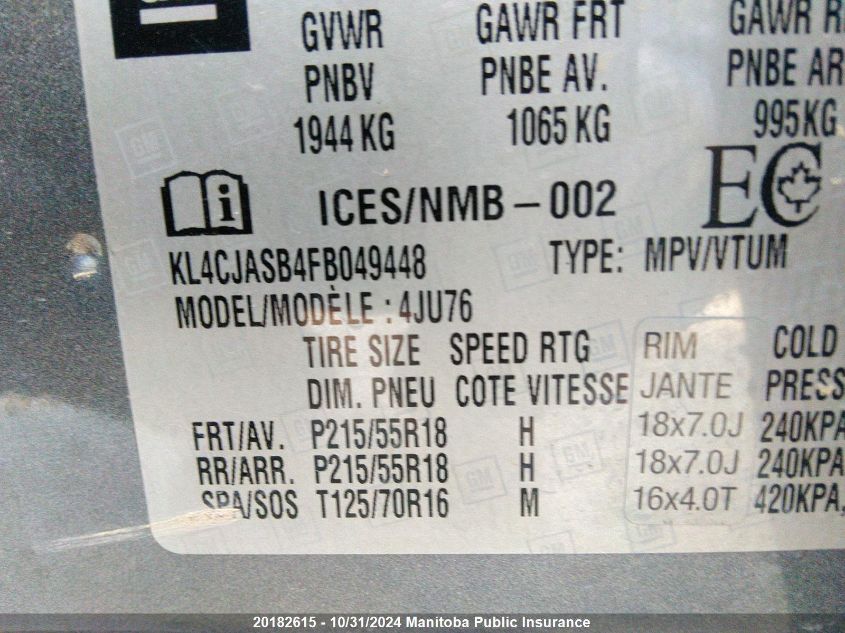 GVWR GAWR FRT GAWR R
PNBV PNBE AV. PNBE AR
1944 KG 1065 KG 995KG
i ICES/NMB – 002 EC
KL4CJASB4FB049448 TYPE: MPV/VTUM
MODEL/MODÈLE : 4JU76
TIRE SIZE SPEED RTG RIM COLD
DIM. PNEU COTE VITESSE JANTE PRESS
FRT/AV. P215/55R18 H 18x7.0J 240KPA
RR/ARR. P215/55R18 H 18x7.0J 240KPA
SPA/SOS T125/70R16 M 16x4.0T 420KPA,
20182615 - 10/31/2024 Manitoba Public Insurance